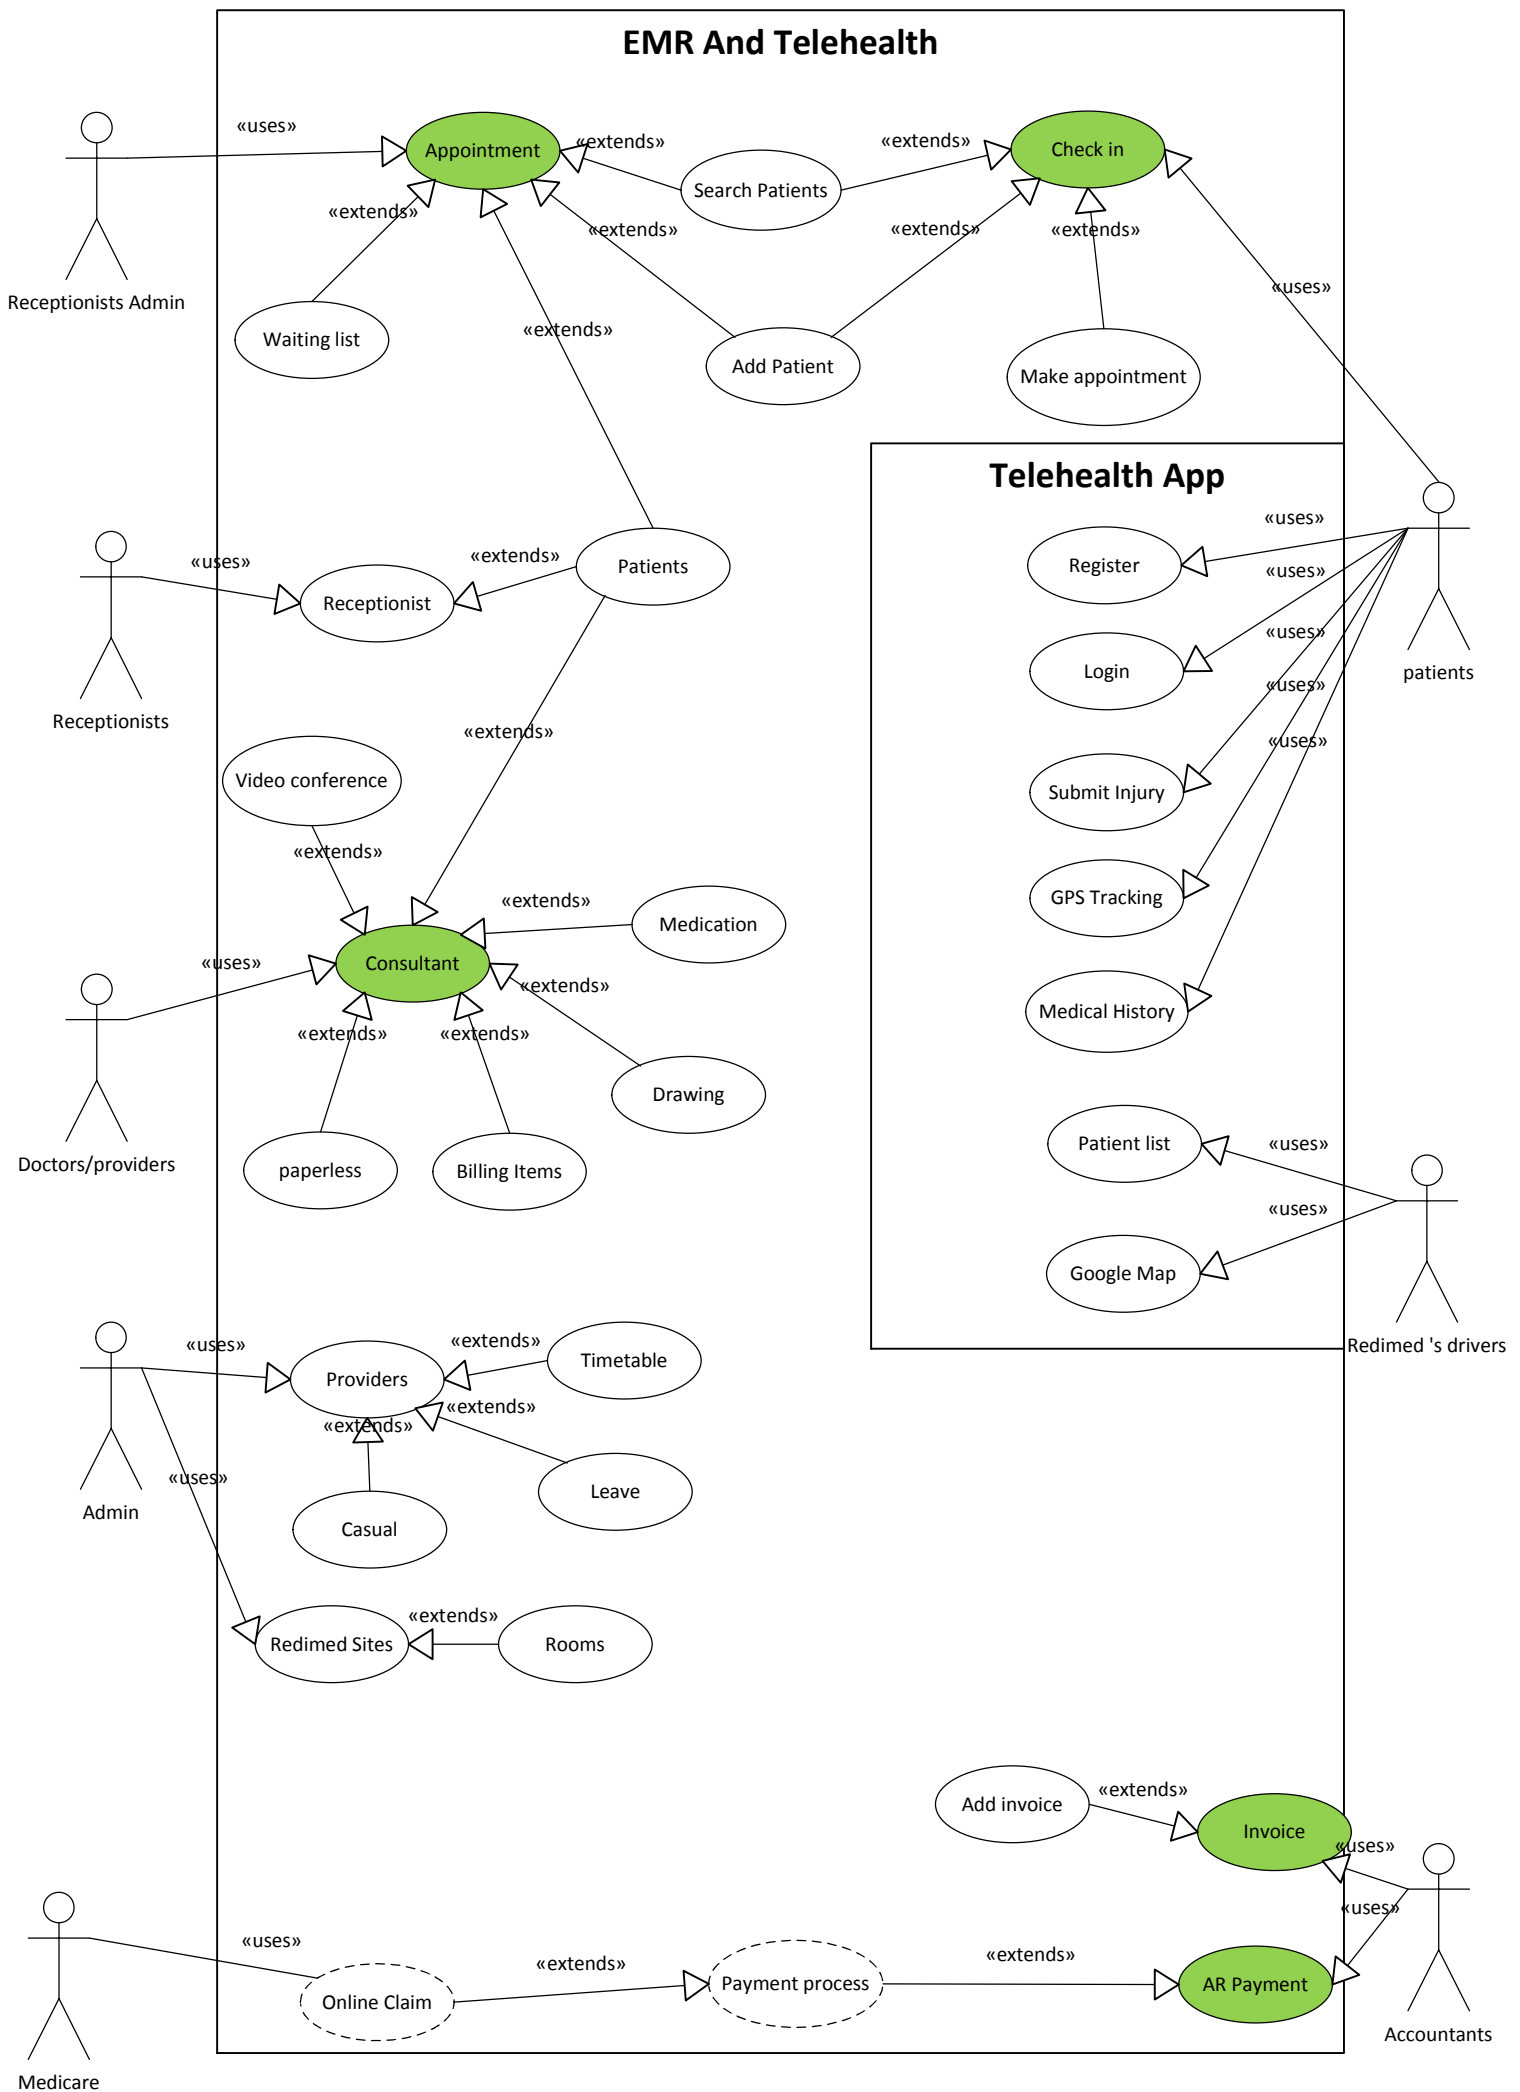 EMR And Telehealth
«uses»
Appointment
«extends»
Search Patients
«extends»
Check in
«extends»
«extends»
«extends»
«extends»
«uses»
Receptionists Admin
Waiting list
«extends»
Add Patient
Make appointment
Telehealth App
«uses»
Receptionist
«extends»
Patients
Receptionists
«uses»
Register
«uses»
«uses»
Login
«uses»
patients
«uses»
Submit Injury
GPS Tracking
Medical History
«extends»
Video conference
«extends»
«extends»
Medication
«uses»
Consultant
«extends»
«extends»
«extends»
Drawing
Doctors/providers
paperless
Billing Items
Patient list
«uses»
«uses»
Google Map
Redimed 's drivers
«uses»
Providers
«extends»
Timetable
«extends»
«extends»
Leave
«uses»
Admin
Casual
Redimed Sites
«extends»
Rooms
Add invoice
«extends»
Invoice
«uses»
«uses»
«uses»
Online Claim
«extends»
Payment process
«extends»
AR Payment
Accountants
Medicare